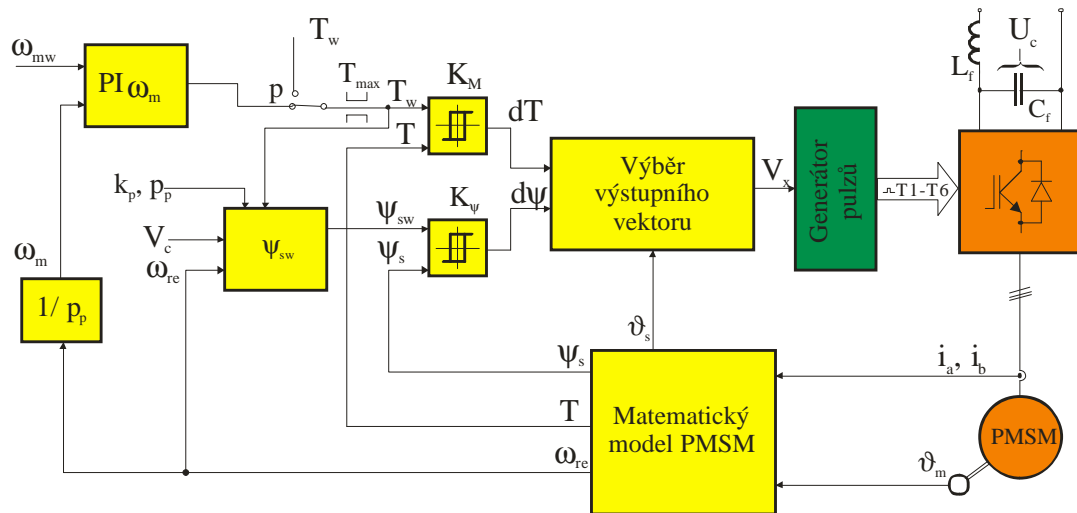 T_w
U_c
ω_mw
PI ω_m
p
T_max
T_w
K_M
L_f
C_f
T
dT
Výběr
výstupního
vektoru
V_x
Generátor
pulzů
T1-T6
k_p, p_p
ψ_sw
K_ψ
dψ
V_c
ψ_sw
ψ_s
ω_m
ω_re
1/ p_p
ϑ_s
ψ_s
i_a, i_b
T
Matematický
model PMSM
PMSM
ω_re
ϑ_m